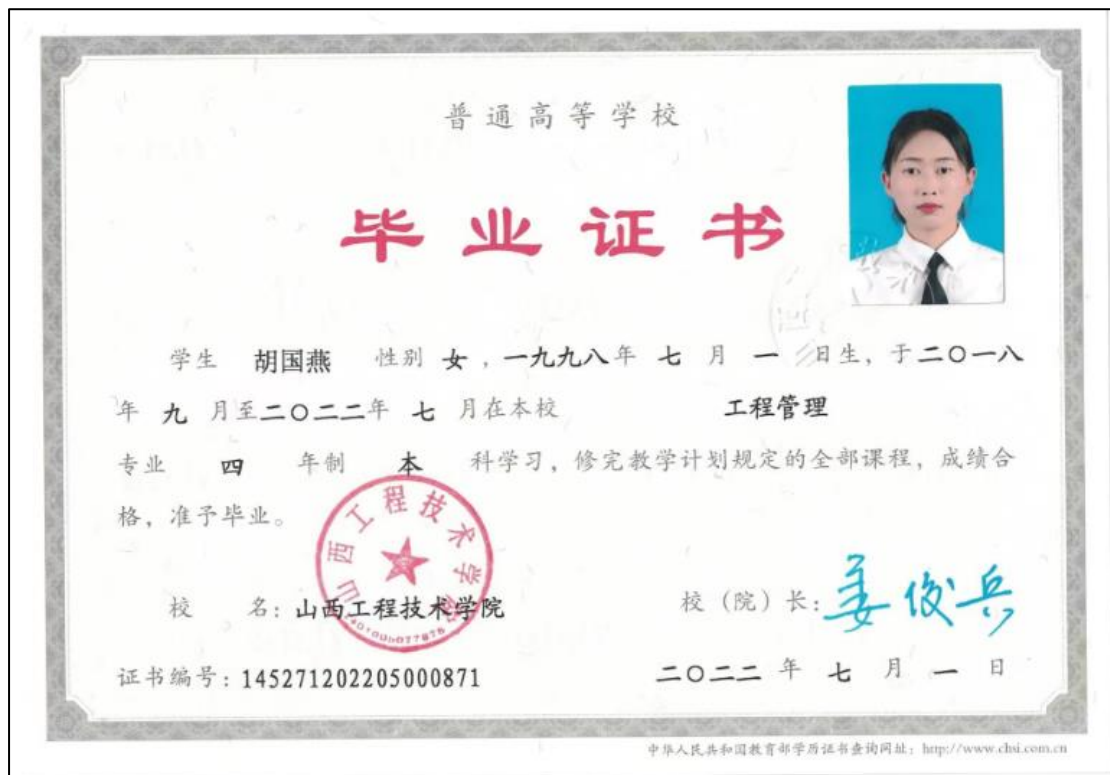 普通高等学校
毕业证书
学生 胡国燕 性别 女，一九九八年 七 月 一 日生，于二〇一八
年 九 月至二〇二二年 七 月在本校 工程管理
专业 四 年制 本 科学习，修完教学计划规定的全部课程，成绩合
格，准予毕业。
山西工程技术学院
校 名：山西工程技术学院
校（院）长：姜俊兵
证书编号：145271202205000871
二〇二二 年 七 月 一 日
中华人民共和国教育部学历证书查询网址：http://www.chsi.com.cn